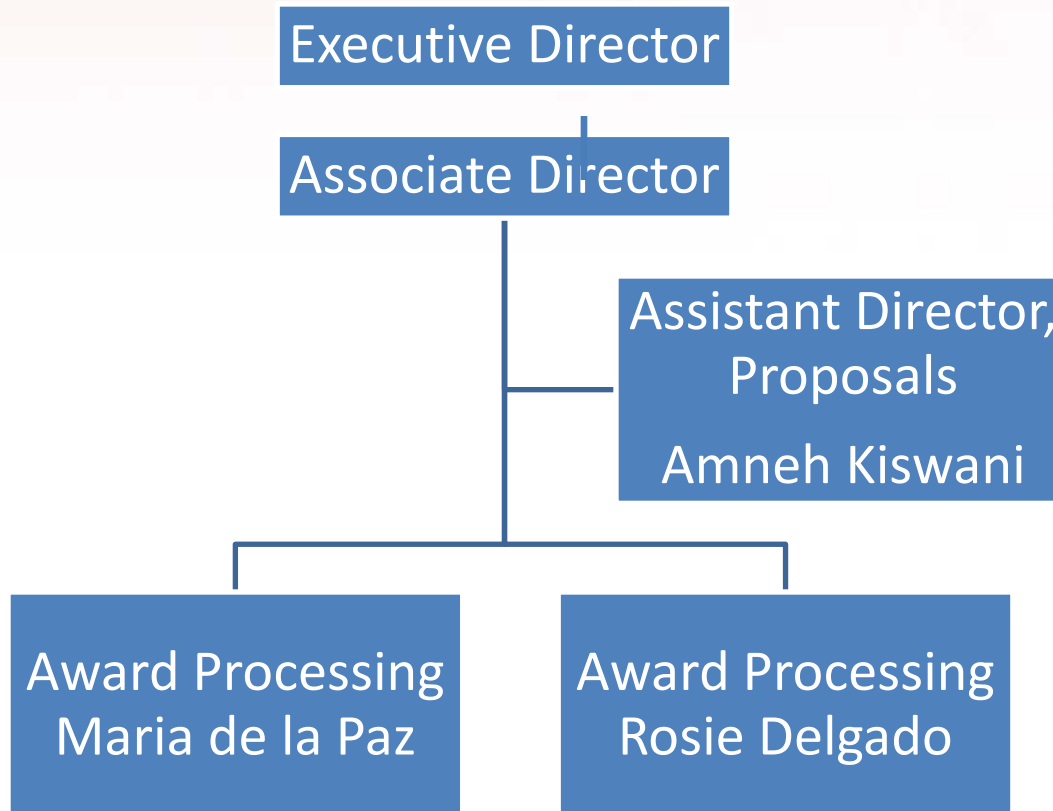 Executive Director
Associate Director
Assistant Director,
Proposals
Amneh Kiswani
Award Processing
Maria de la Paz
Award Processing
Rosie Delgado